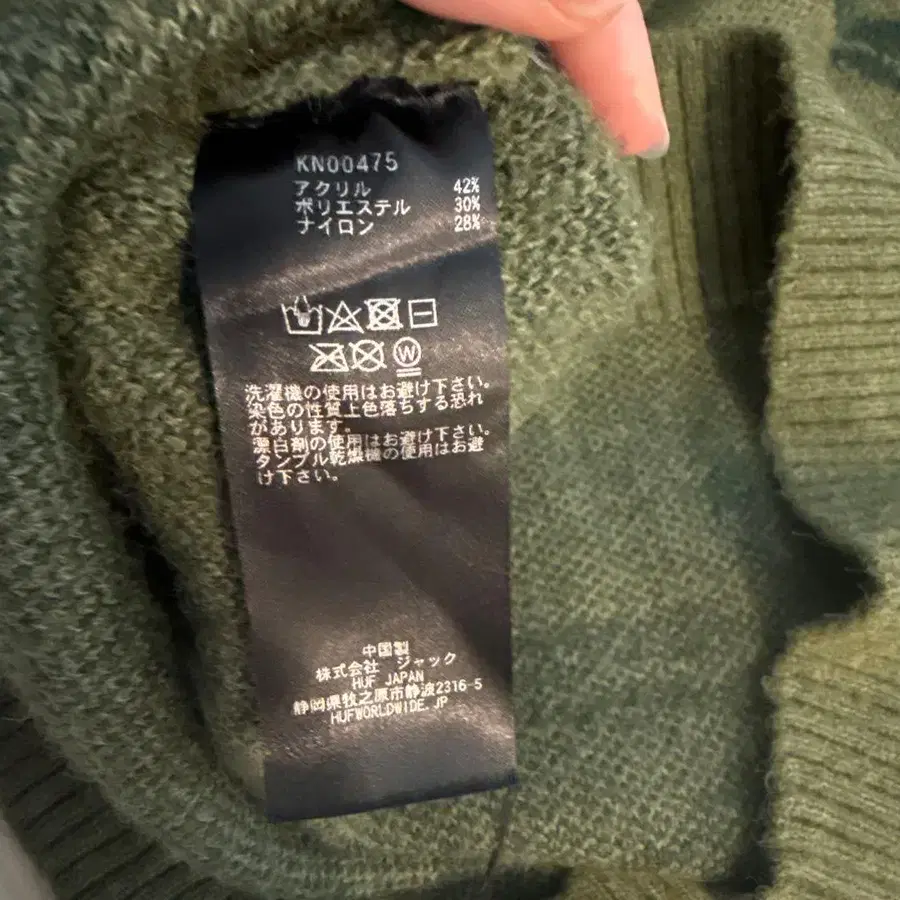 KN00475
アクリル 42%
ポリエステル 30%
ナイロン 28%
W
洗濯機の使用はお避け下さい。
染色の性質上色落ちする恐れ
があります。
漂白剤の使用はお避け下さい。
タンブル乾燥機の使用はお避
け下さい。
中国製
株式会社 ジャック
HUF JAPAN
静岡県牧之原市静波2316-5
HUFWORLDWIDE.JP